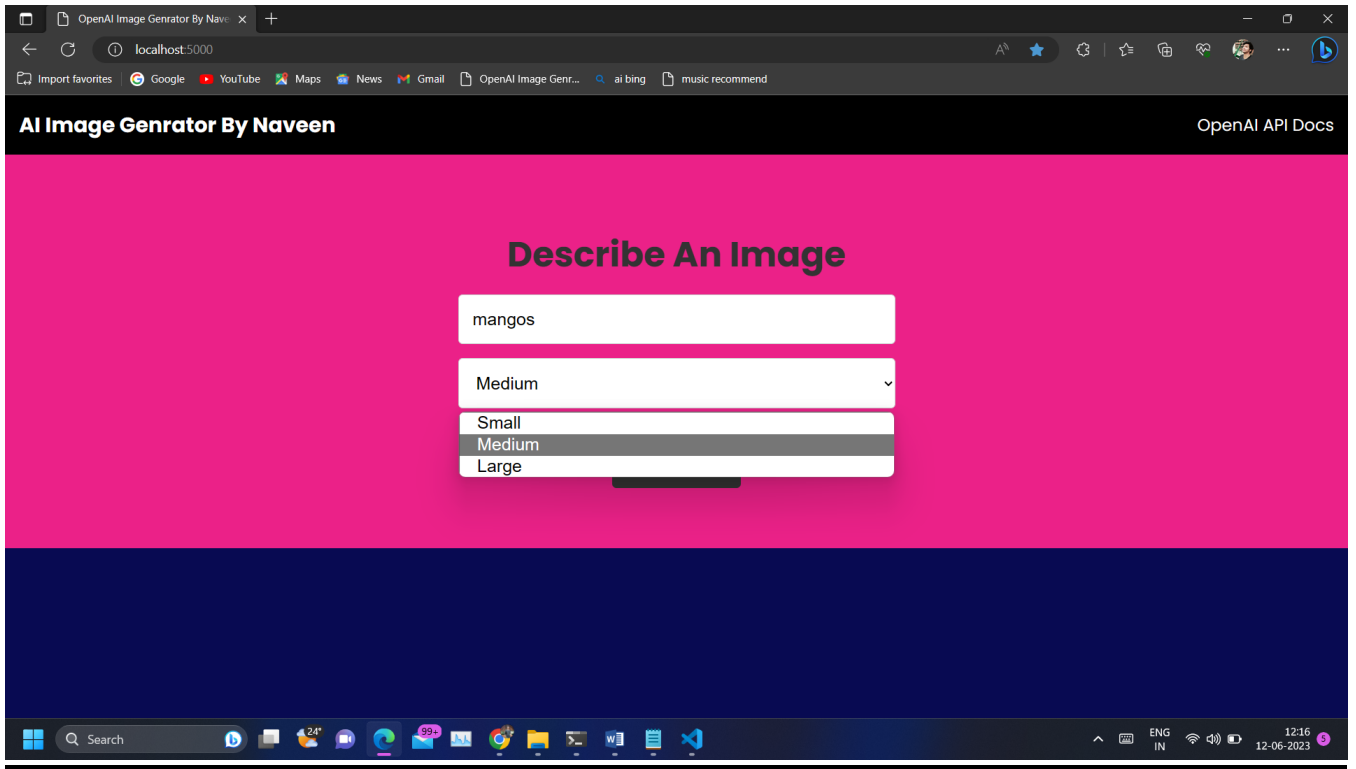 OpenAI Image Genrator By Nave
localhost:5000
Import favorites Google YouTube Maps News Gmail OpenAI Image Genr... ai bing music recommend
AI Image Genrator By Naveen OpenAI API Docs
Describe An Image
mangos
Medium
Small
Medium
Large
Search 24° 99+ ENG 12:16
IN 12-06-2023 5